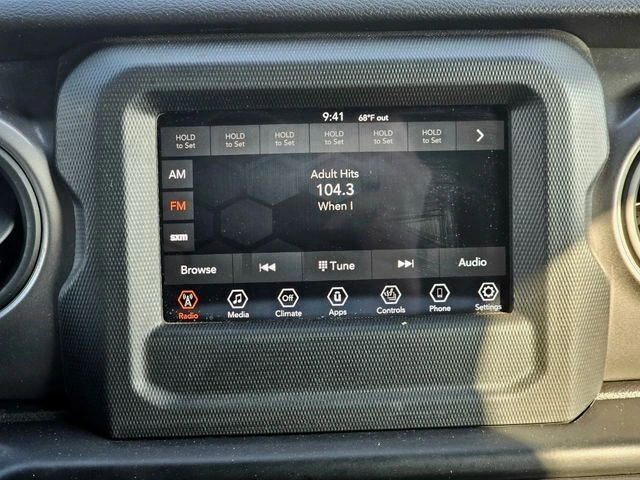 9:41 68°F out
HOLD to Set HOLD to Set HOLD to Set HOLD to Set HOLD to Set HOLD to Set
AM
FM
sxm
Adult Hits
104.3
When I
Browse Tune Audio
Off
Radio Media Climate Apps Controls Phone Settings